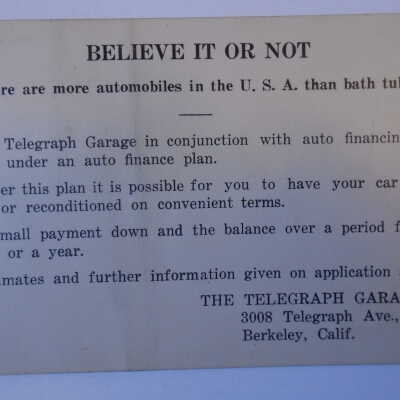 BELIEVE IT OR NOT
re are more automobiles in the U. S. A. than bath tu
Telegraph Garage in conjunction with auto financin
under an auto finance plan.
er this plan it is possible for you to have your car
or reconditioned on convenient terms.
mall payment down and the balance over a period f
or a year.
mates and further information given on application
THE TELEGRAPH GARA
3008 Telegraph Ave.,
Berkeley, Calif.